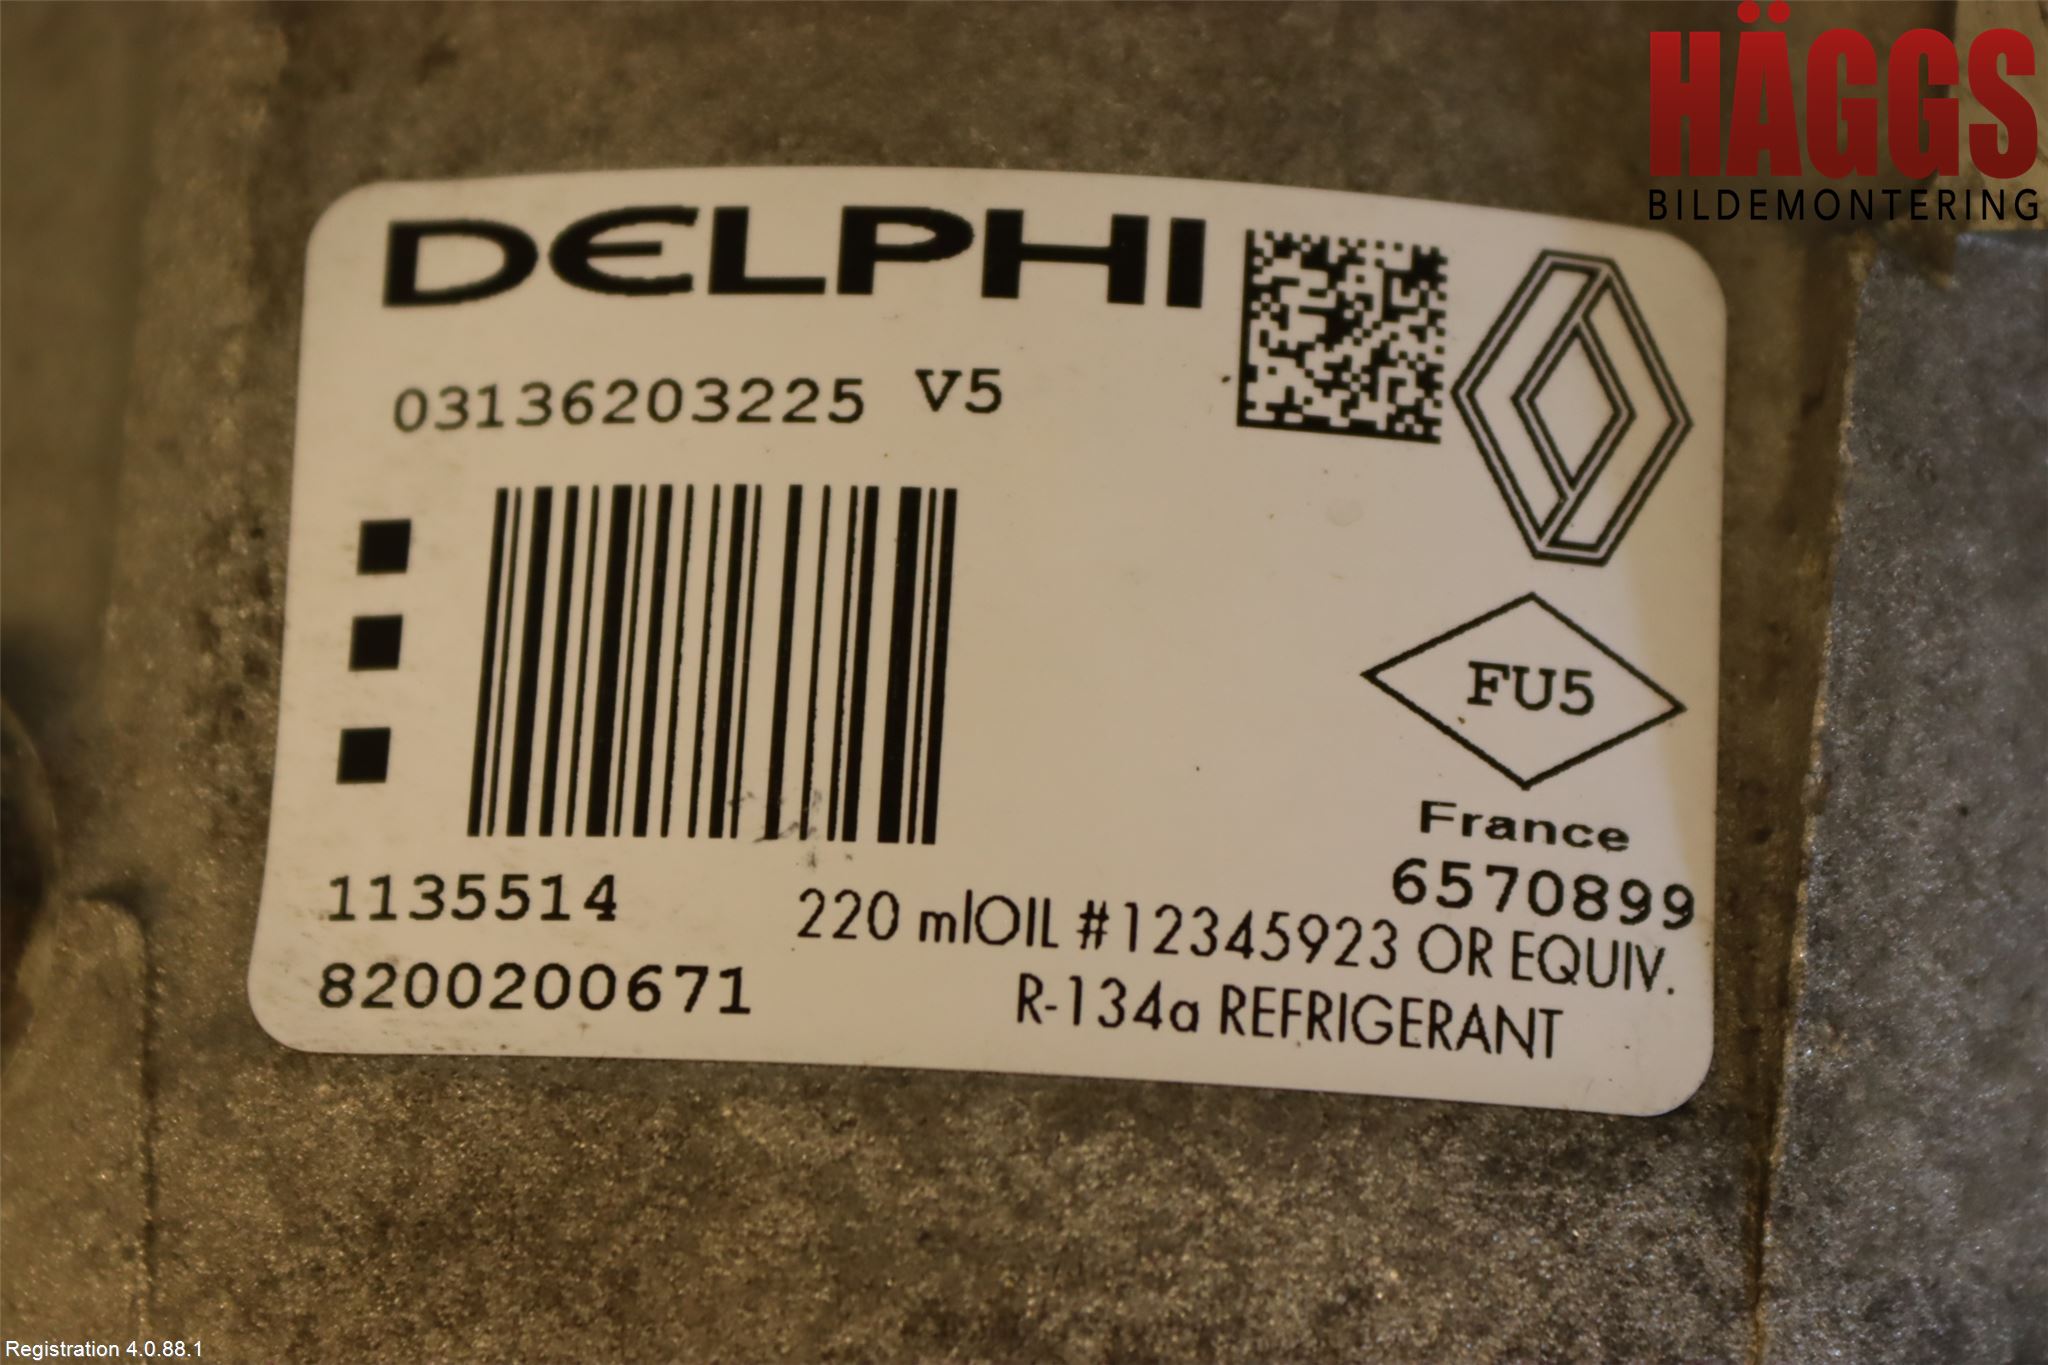 HÄGGS
BILDEMONTERING
DELPHI
03136203225 V5
FU5
France
6570899
1135514
220 mlOIL #12345923 OR EQUIV.
8200200671
R-134a REFRIGERANT
Registration 4.0.88.1